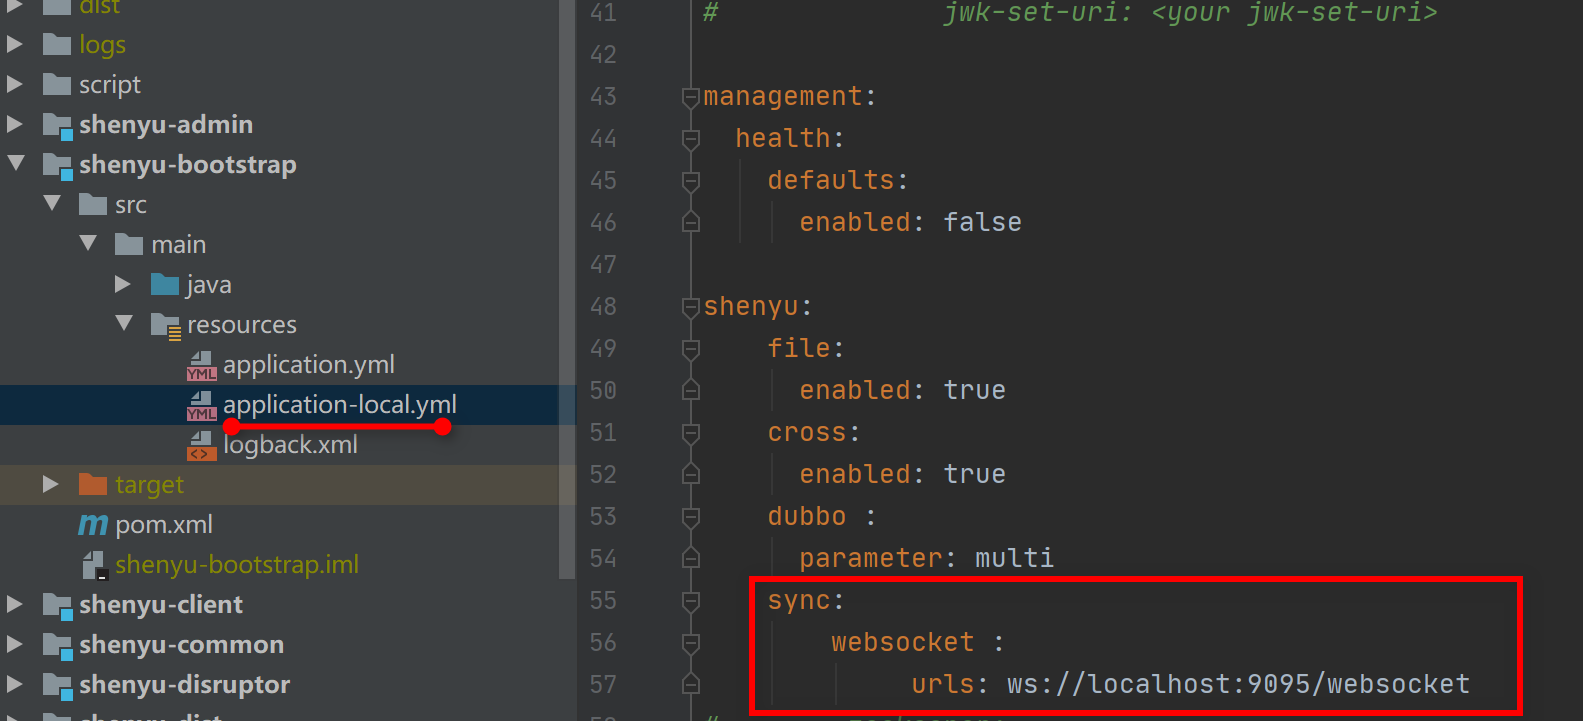 dist
logs
script
shenyu-admin
shenyu-bootstrap
src
main
java
resources
YML application.yml
YML application-local.yml
<> logback.xml
target
m pom.xml
shenyu-bootstrap.iml
shenyu-client
shenyu-common
shenyu-disruptor
shenyu-dist
41 # jwk-set-uri: <your jwk-set-uri>
42
43 management:
44 health:
45 defaults:
46 enabled: false
47
48 shenyu:
49 file:
50 enabled: true
51 cross:
52 enabled: true
53 dubbo :
54 parameter: multi
55 sync:
56 websocket :
57 urls: ws://localhost:9095/websocket
58 # zookeeper: